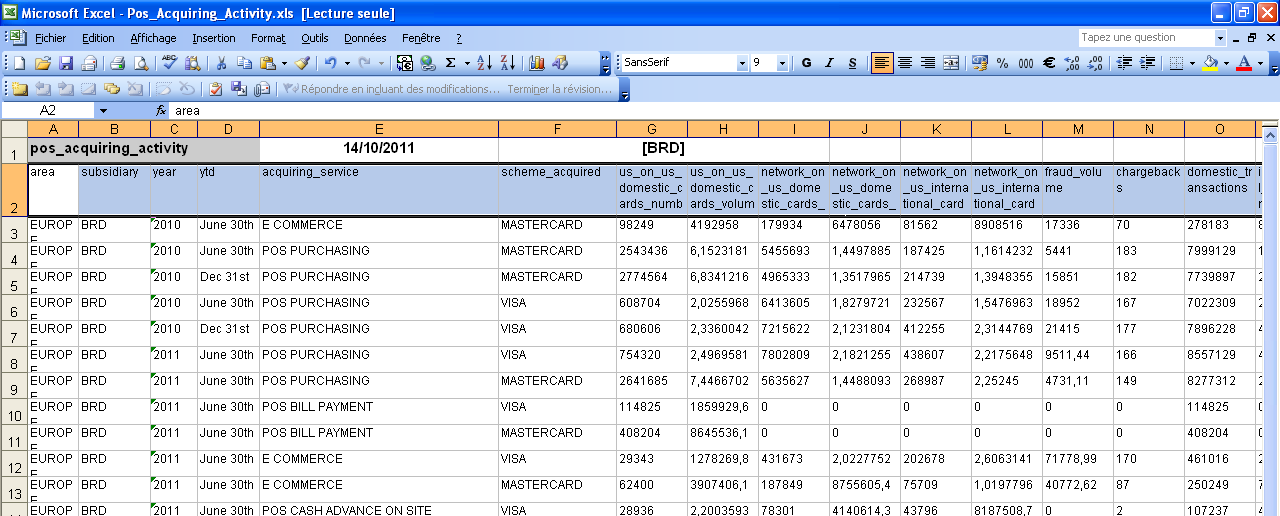 Microsoft Excel - Pos_Acquiring_Activity.xls [Lecture seule]
Fichier Edition Affichage Insertion Format Outils Données Fenêtre ? Tapez une question
SansSerif 9 G I S % 000 €
Répondre en incluant des modifications... Terminer la révision...
A2 fx area
A B C D E F G H I J K L M N O
1 pos_acquiring_activity 14/10/2011 [BRD]
2 area subsidiary year ytd acquiring_service scheme_acquired us_on_us_domestic_cards_numb us_on_us_domestic_cards_volum network_on_us_domestic_cards_ network_on_us_domestic_cards_ network_on_us_international_card network_on_us_international_card fraud_volume chargebacks domestic_transactions
3 EUROPE BRD 2010 June 30th E COMMERCE MASTERCARD 98249 4192958 179934 6478056 81562 8908516 17336 70 278183
4 EUROPE BRD 2010 June 30th POS PURCHASING MASTERCARD 2543436 6,1523181 5455693 1,4497885 187425 1,1614232 5441 183 7999129
5 EUROPE BRD 2010 Dec 31st POS PURCHASING MASTERCARD 2774564 6,8341216 4965333 1,3517965 214739 1,3948355 15851 182 7739897
6 EUROPE BRD 2010 June 30th POS PURCHASING VISA 608704 2,0255968 6413605 1,8279721 232567 1,5476963 18952 167 7022309
7 EUROPE BRD 2010 Dec 31st POS PURCHASING VISA 680606 2,3360042 7215622 2,1231804 412255 2,3144769 21415 177 7896228
8 EUROPE BRD 2011 June 30th POS PURCHASING VISA 754320 2,4969581 7802809 2,1821255 438607 2,2175648 9511,44 166 8557129
9 EUROPE BRD 2011 June 30th POS PURCHASING MASTERCARD 2641685 7,4466702 5635627 1,4488093 268987 2,25245 4731,11 149 8277312
10 EUROPE BRD 2011 June 30th POS BILL PAYMENT VISA 114825 1859929,6 0 0 0 0 0 0 114825
11 EUROPE BRD 2011 June 30th POS BILL PAYMENT MASTERCARD 408204 8645536,1 0 0 0 0 0 0 408204
12 EUROPE BRD 2011 June 30th E COMMERCE VISA 29343 1278269,8 431673 2,0227752 202678 2,6063141 71778,99 170 461016
13 EUROPE BRD 2011 June 30th E COMMERCE MASTERCARD 62400 3907406,1 187849 8755605,4 75709 1,0197796 40772,62 87 250249
EUROPE BRD 2011 June 30th POS CASH ADVANCE ON SITE VISA 28936 2,2003593 78301 4140614,3 43796 8187508,7 0 2 107237